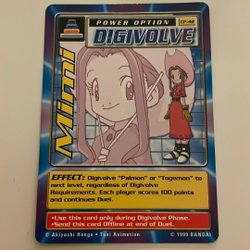 POWER OPTION
CP-42
DIGIVOLVE
Mimi
EFFECT: Digivolve "Palmon" or "Togemon" to
next level, regardless of Digivolve
Requirements. Each player scores 100 points
and continues Duel.
•Use this card only during Digivolve Phase.
•Send this card Offline at end of Duel.
© Akiyoshi Hongo • Toei Animation
© 1999 BANDAI